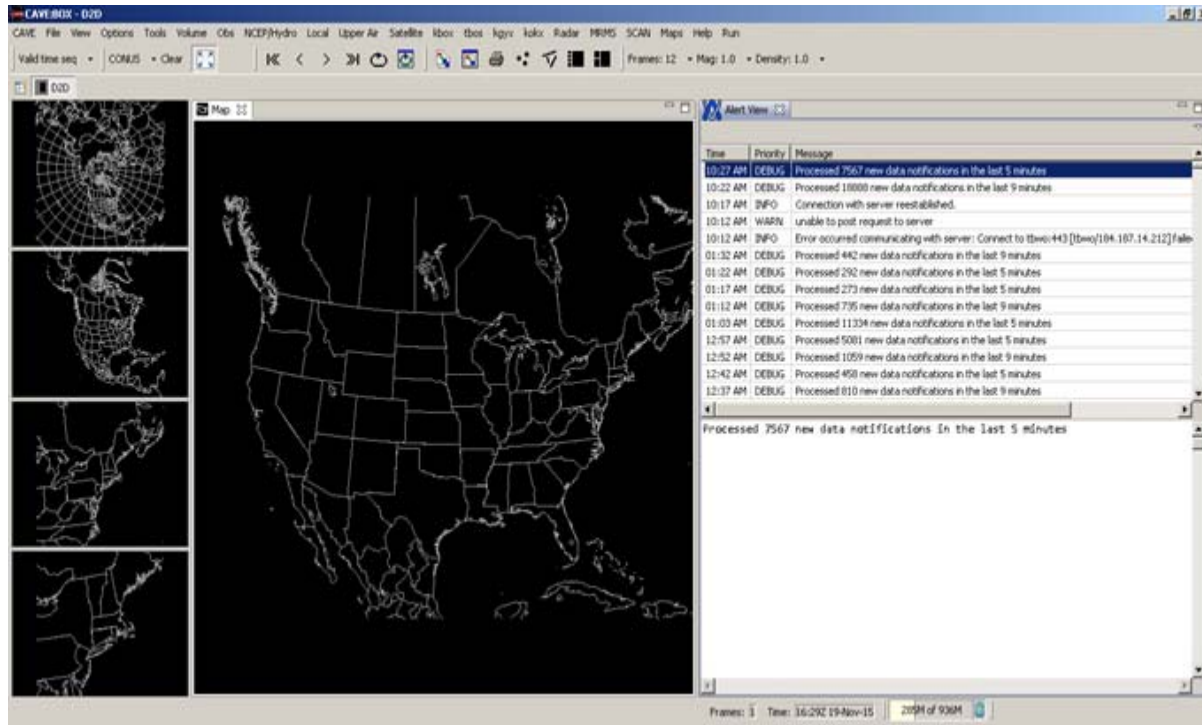 CAVE:BOX - D2D
CAVE File View Options Tools Volume Obs NCEP/Hydro Local Upper Air Satellite kbox tbos kgyx kokx Radar MRMS SCAN Maps Help Run
Valid time seq CONUS Clear Frames: 12 Mag: 1.0 Density: 1.0
D2D
Map
Alert View
Time Priority Message
10:27 AM DEBUG Processed 7567 new data notifications in the last 5 minutes
10:22 AM DEBUG Processed 18888 new data notifications in the last 9 minutes
10:17 AM INFO Connection with server reestablished.
10:12 AM WARN unable to post request to server
10:12 AM INFO Error occurred communicating with server: Connect to tbwo:443 [tbwo/184.187.14.212] faile
01:32 AM DEBUG Processed 442 new data notifications in the last 9 minutes
01:22 AM DEBUG Processed 292 new data notifications in the last 5 minutes
01:17 AM DEBUG Processed 273 new data notifications in the last 5 minutes
01:12 AM DEBUG Processed 735 new data notifications in the last 9 minutes
01:03 AM DEBUG Processed 11334 new data notifications in the last 5 minutes
12:57 AM DEBUG Processed 5081 new data notifications in the last 5 minutes
12:52 AM DEBUG Processed 1059 new data notifications in the last 9 minutes
12:42 AM DEBUG Processed 458 new data notifications in the last 5 minutes
12:37 AM DEBUG Processed 810 new data notifications in the last 9 minutes
Processed 7567 new data notifications in the last 5 minutes
Frames: 1 Time: 16:29Z 19-Nov-15 285M of 936M